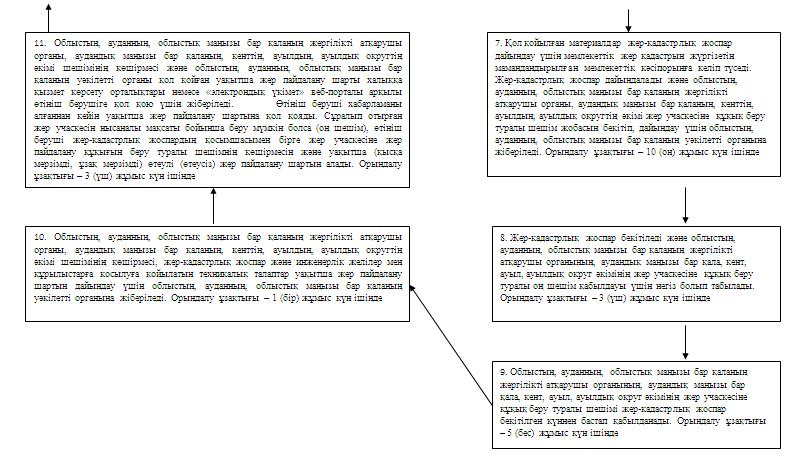 11. Облыстың, ауданның, облыстық маңызы бар қаланың жергілікті атқарушы
органы, аудандық маңызы бар қаланың, кенттің, ауылдың, ауылдық округтің
әкімі шешімінің көшірмесі және облыстың, ауданның, облыстық маңызы бар
қаланың уәкілетті органы қол қойған уақытша жер пайдалану шарты халыққа
қызмет көрсету орталықтары немесе «электрондық үкімет» веб-порталы арқылы
өтініш берушіге қол қою үшін жіберіледі. Өтініш беруші хабарламаны
алғаннан кейін уақытша жер пайдалану шартына қол қояды. Сұралып отырған
жер учаскесін нысаналы мақсаты бойынша беру мүмкін болса (оң шешім), өтініш
беруші жер-кадастрлық жоспардың қосымшасымен бірге жер учаскесіне жер
пайдалану құқығын беру туралы шешімнің көшірмесін және уақытша (қысқа
мерзімді, ұзақ мерзімді) өтеулі (өтеусіз) жер пайдалану шартын алады. Орындалу
ұзақтығы – 3 (үш) жұмыс күн ішінде
10. Облыстың, ауданның, облыстық маңызы бар қаланың жергілікті атқарушы
органы, аудандық маңызы бар қаланың, кенттің, ауылдың, ауылдық округтің
әкімі шешімінің көшірмесі, жер-кадастрлық жоспар және инженерлік желілер мен
құрылыстарға қосылуға қойылатын техникалық талаптар уақытша жер пайдалану
шартын дайындау үшін облыстың, ауданның, облыстық маңызы бар қаланың
уәкілетті органына жіберіледі. Орындалу ұзақтығы – 1 (бір) жұмыс күн ішінде
7. Қол қойылған материалдар жер-кадастрлық жоспар
дайындау үшін мемлекеттік жер кадастрын жүргізетін
мамандандырылған мемлекеттік кәсіпорынға келіп түседі.
Жер-кадастрлық жоспар дайындалады және облыстың,
ауданның, облыстық маңызы бар қаланың жергілікті
атқарушы органы, аудандық маңызы бар қаланың, кенттің,
ауылдың, ауылдық округтің әкімі жер учаскесіне құқық беру
туралы шешім жобасын бекітіп, дайындау үшін облыстың,
ауданның, облыстық маңызы бар қаланың уәкілетті органына
жіберіледі. Орындалу ұзақтығы – 10 (он) жұмыс күн ішінде
8. Жер-кадастрлық жоспар бекітіледі және облыстың,
ауданның, облыстық маңызы бар қаланың жергілікті
атқарушы органының, аудандық маңызы бар қала, кент,
ауыл, ауылдық округ әкімінің жер учаскесіне құқық беру
туралы оң шешім қабылдауы үшін негіз болып табылады.
Орындалу ұзақтығы – 3 (үш) жұмыс күн ішінде
9. Облыстың, ауданның, облыстық маңызы бар қаланың
жергілікті атқарушы органының, аудандық маңызы бар
қала, кент, ауыл, ауылдық округ әкімінің жер учаскесіне
құқық беру туралы шешімі жер-кадастрлық жоспар
бекітілген күннен бастап қабылданады. Орындалу ұзақтығы
– 5 (бес) жұмыс күн ішінде